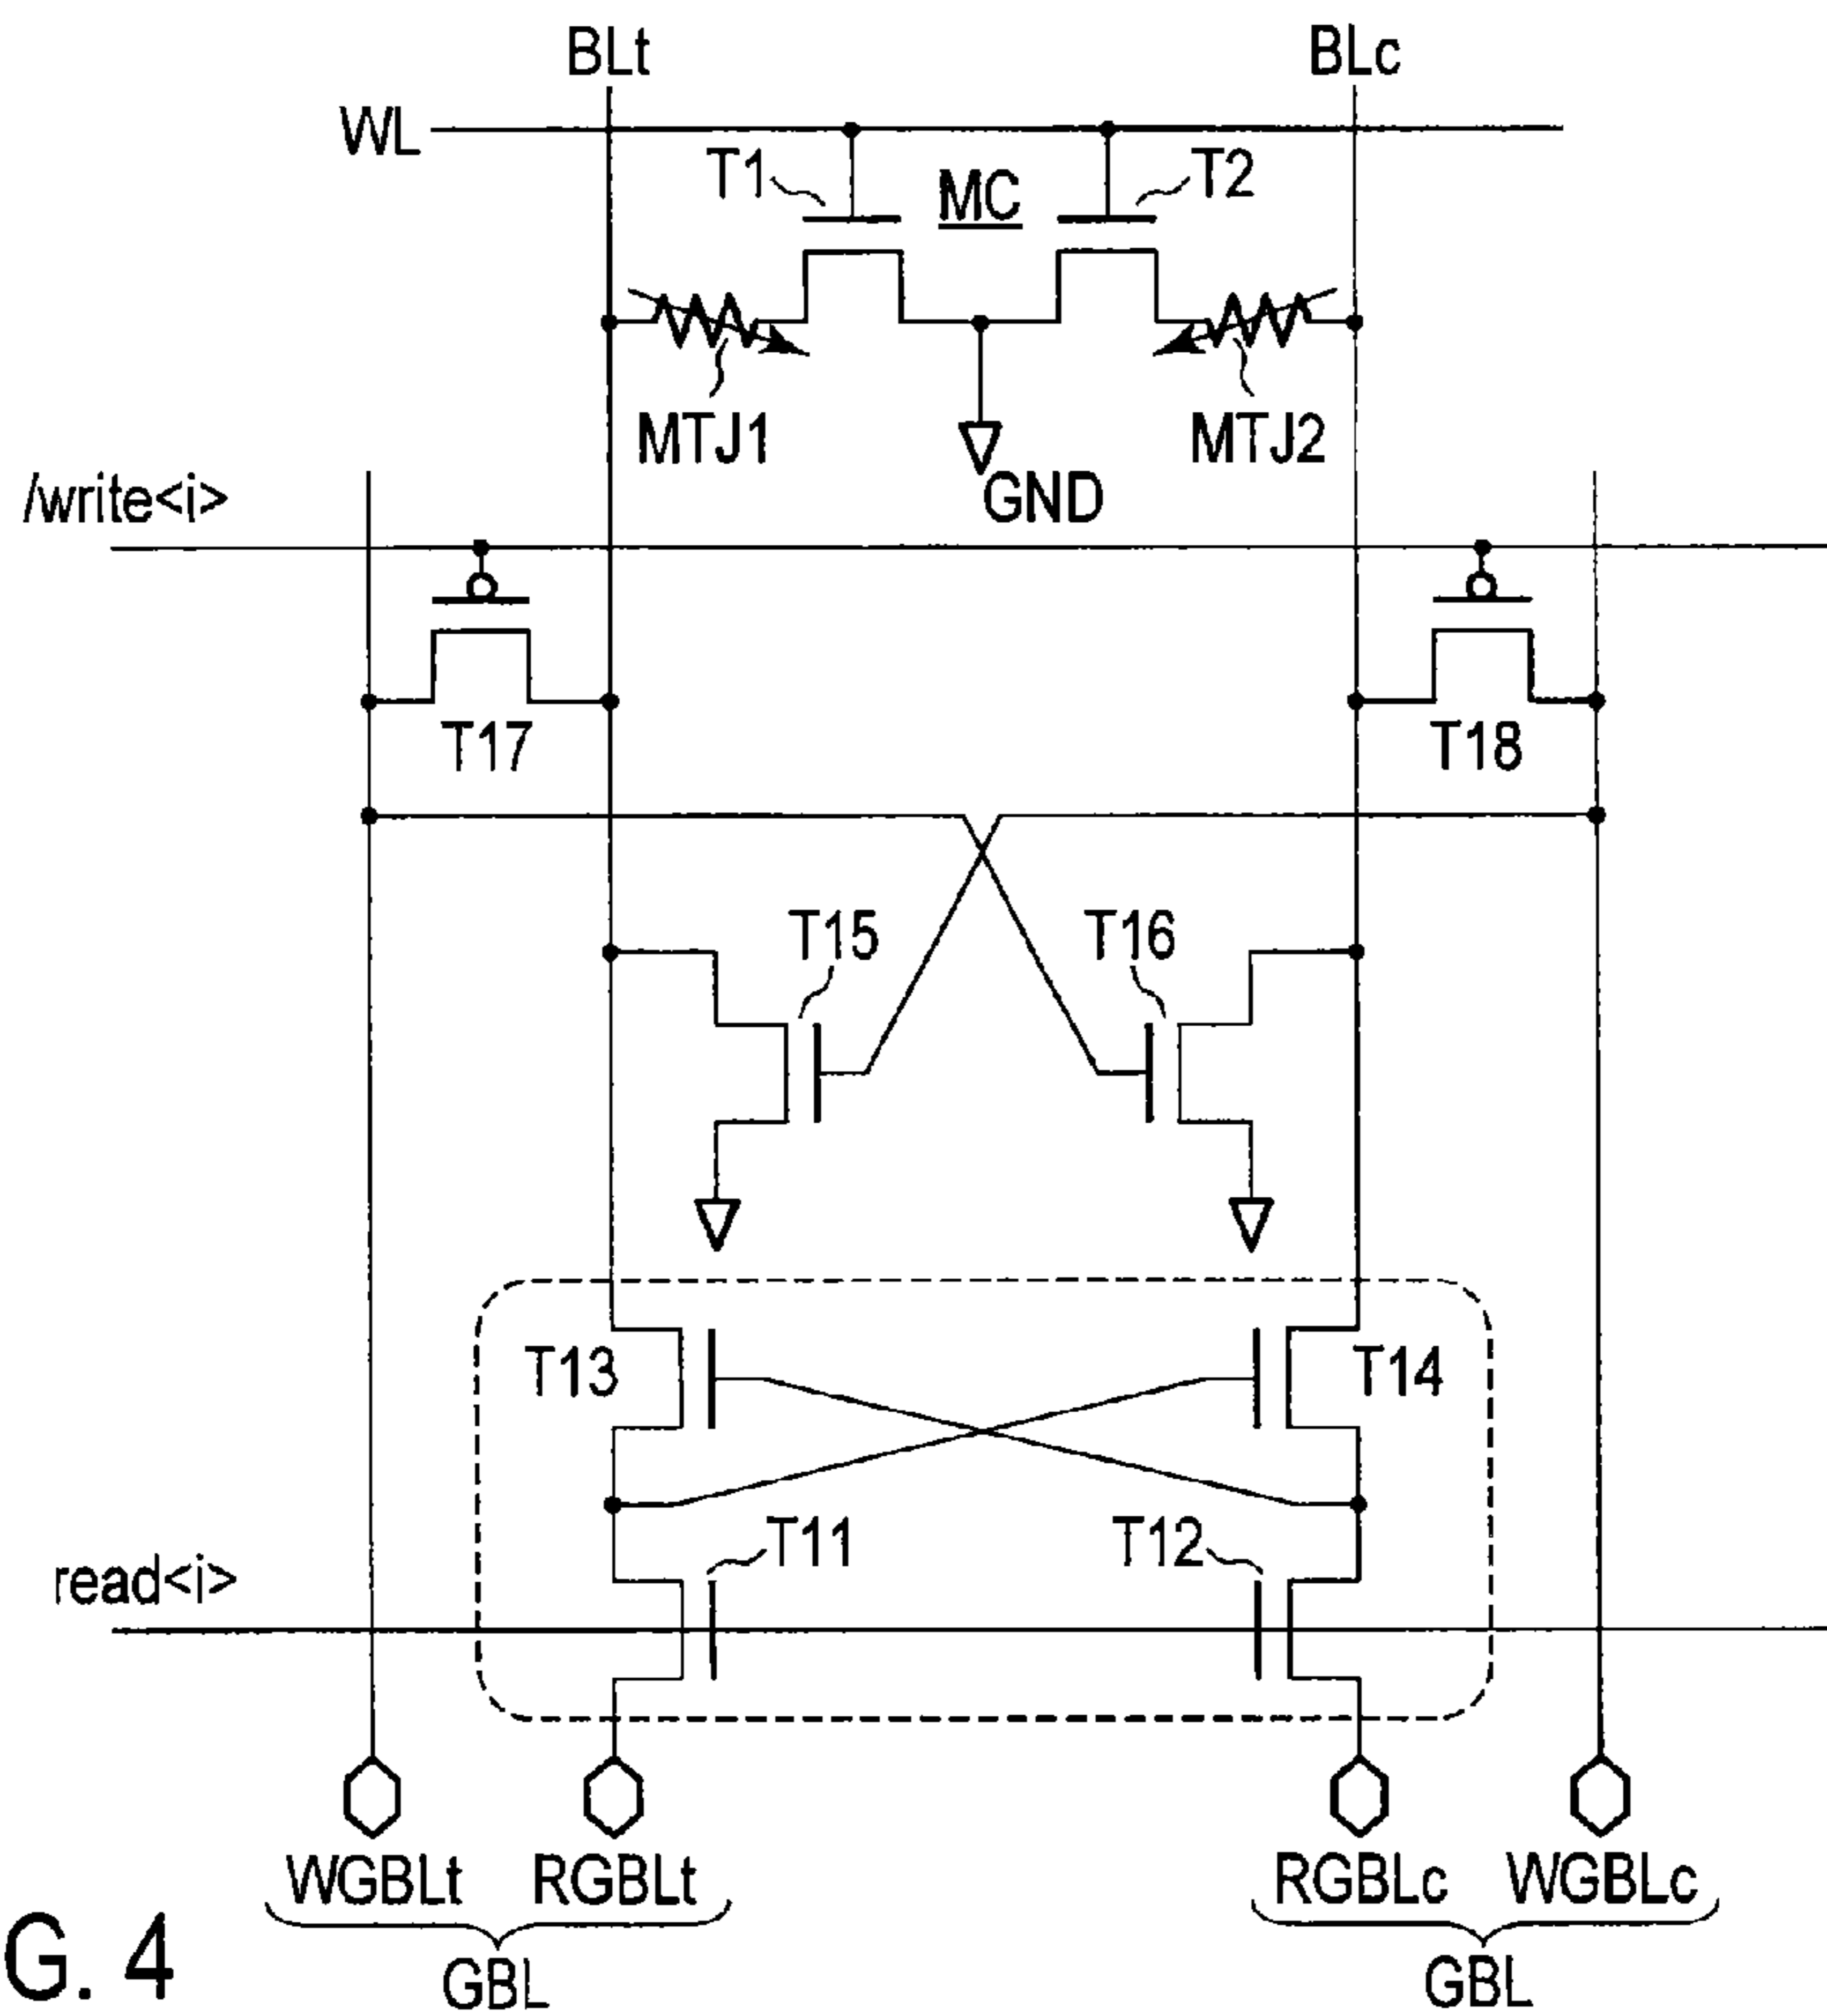 BLt BLc
WL
T1 MC T2
MTJ1 MTJ2
/write<i> GND
T17 T18
T15 T16
T13 T14
T11 T12
read<i>
WGBLt RGBLt RGBLc WGBLc
G. 4 GBL GBL